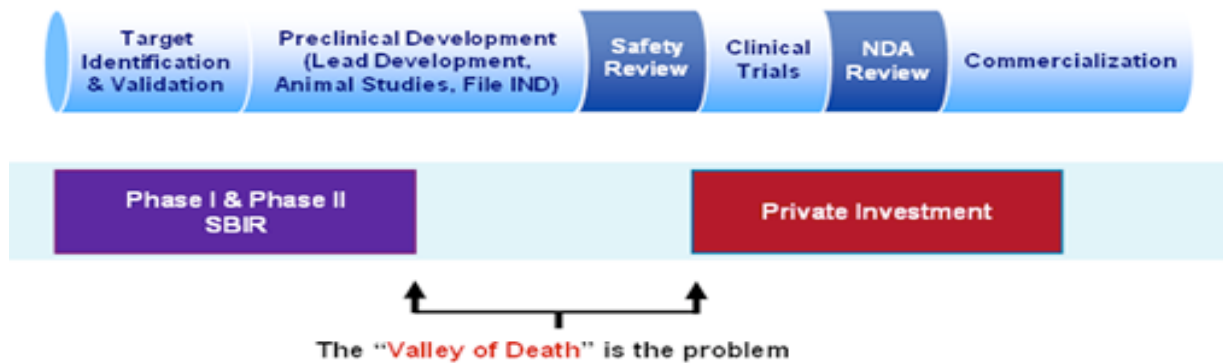 Target
Identification
& Validation
Preclinical Development
(Lead Development,
Animal Studies, File IND)
Safety
Review
Clinical
Trials
NDA
Review
Commercialization
Phase I & Phase II
SBIR
Private Investment
The “Valley of Death” is the problem